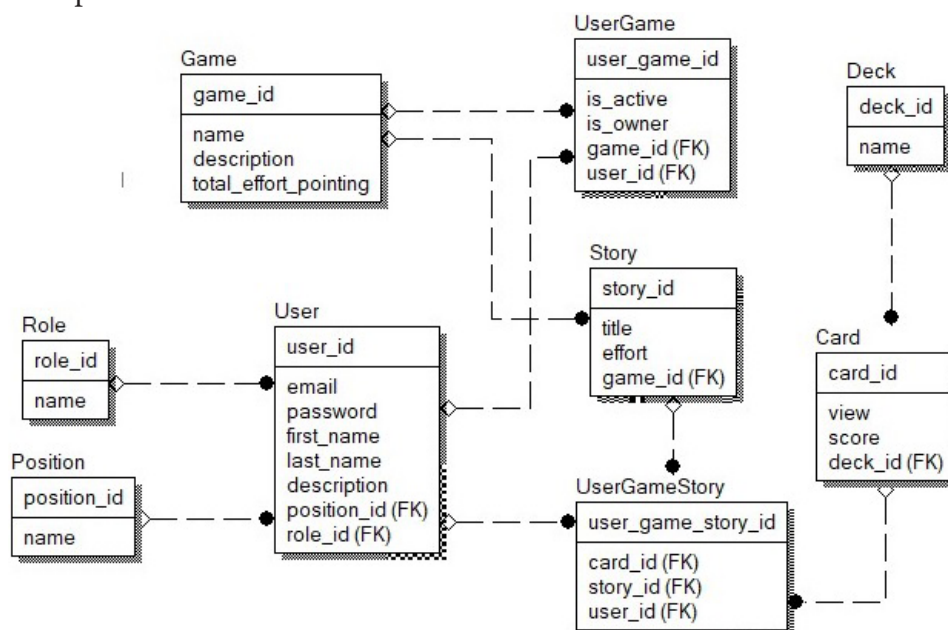 UserGame
user_game_id
is_active
is_owner
game_id (FK)
user_id (FK)
Game
game_id
name
description
total_effort_pointing
Deck
deck_id
name
Story
story_id
title
effort
game_id (FK)
Role
role_id
name
User
user_id
email
password
first_name
last_name
description
position_id (FK)
role_id (FK)
Card
card_id
view
score
deck_id (FK)
Position
position_id
name
UserGameStory
user_game_story_id
card_id (FK)
story_id (FK)
user_id (FK)